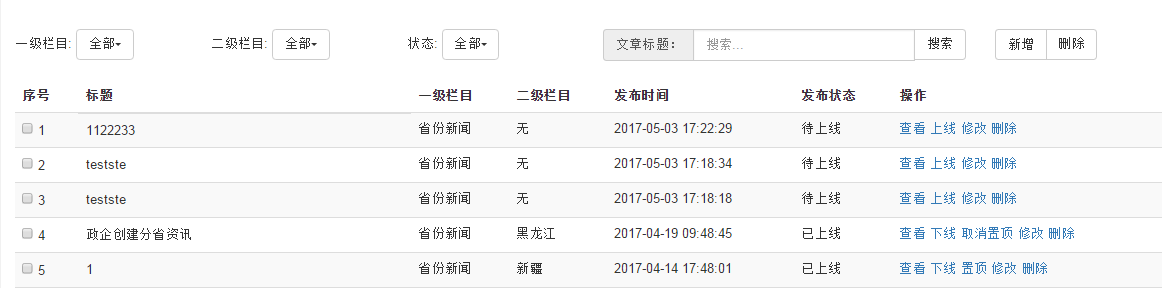 一级栏目: 全部 二级栏目: 全部 状态: 全部 文章标题： 搜索... 搜索 新增 删除
序号 标题 一级栏目 二级栏目 发布时间 发布状态 操作
1 1122233 省份新闻 无 2017-05-03 17:22:29 待上线 查看 上线 修改 删除
2 testste 省份新闻 无 2017-05-03 17:18:34 待上线 查看 上线 修改 删除
3 testste 省份新闻 无 2017-05-03 17:18:18 待上线 查看 上线 修改 删除
4 政企创建分省资讯 省份新闻 黑龙江 2017-04-19 09:48:45 已上线 查看 下线 取消置顶 修改 删除
5 1 省份新闻 新疆 2017-04-14 17:48:01 已上线 查看 下线 置顶 修改 删除